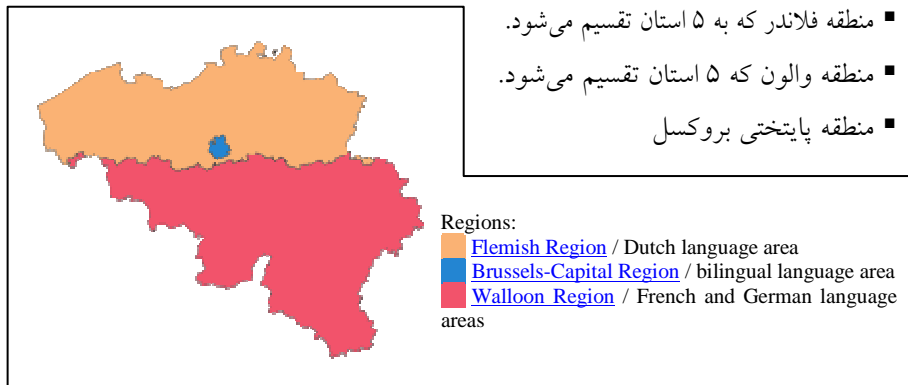 ▪ منطقه فلاندر که به ۵ استان تقسیم می‌شود.
▪ منطقه والون که ۵ استان تقسیم می‌شود.
▪ منطقه پایتختی بروکسل
Regions:
Flemish Region / Dutch language area
Brussels-Capital Region / bilingual language area
Walloon Region / French and German language
areas